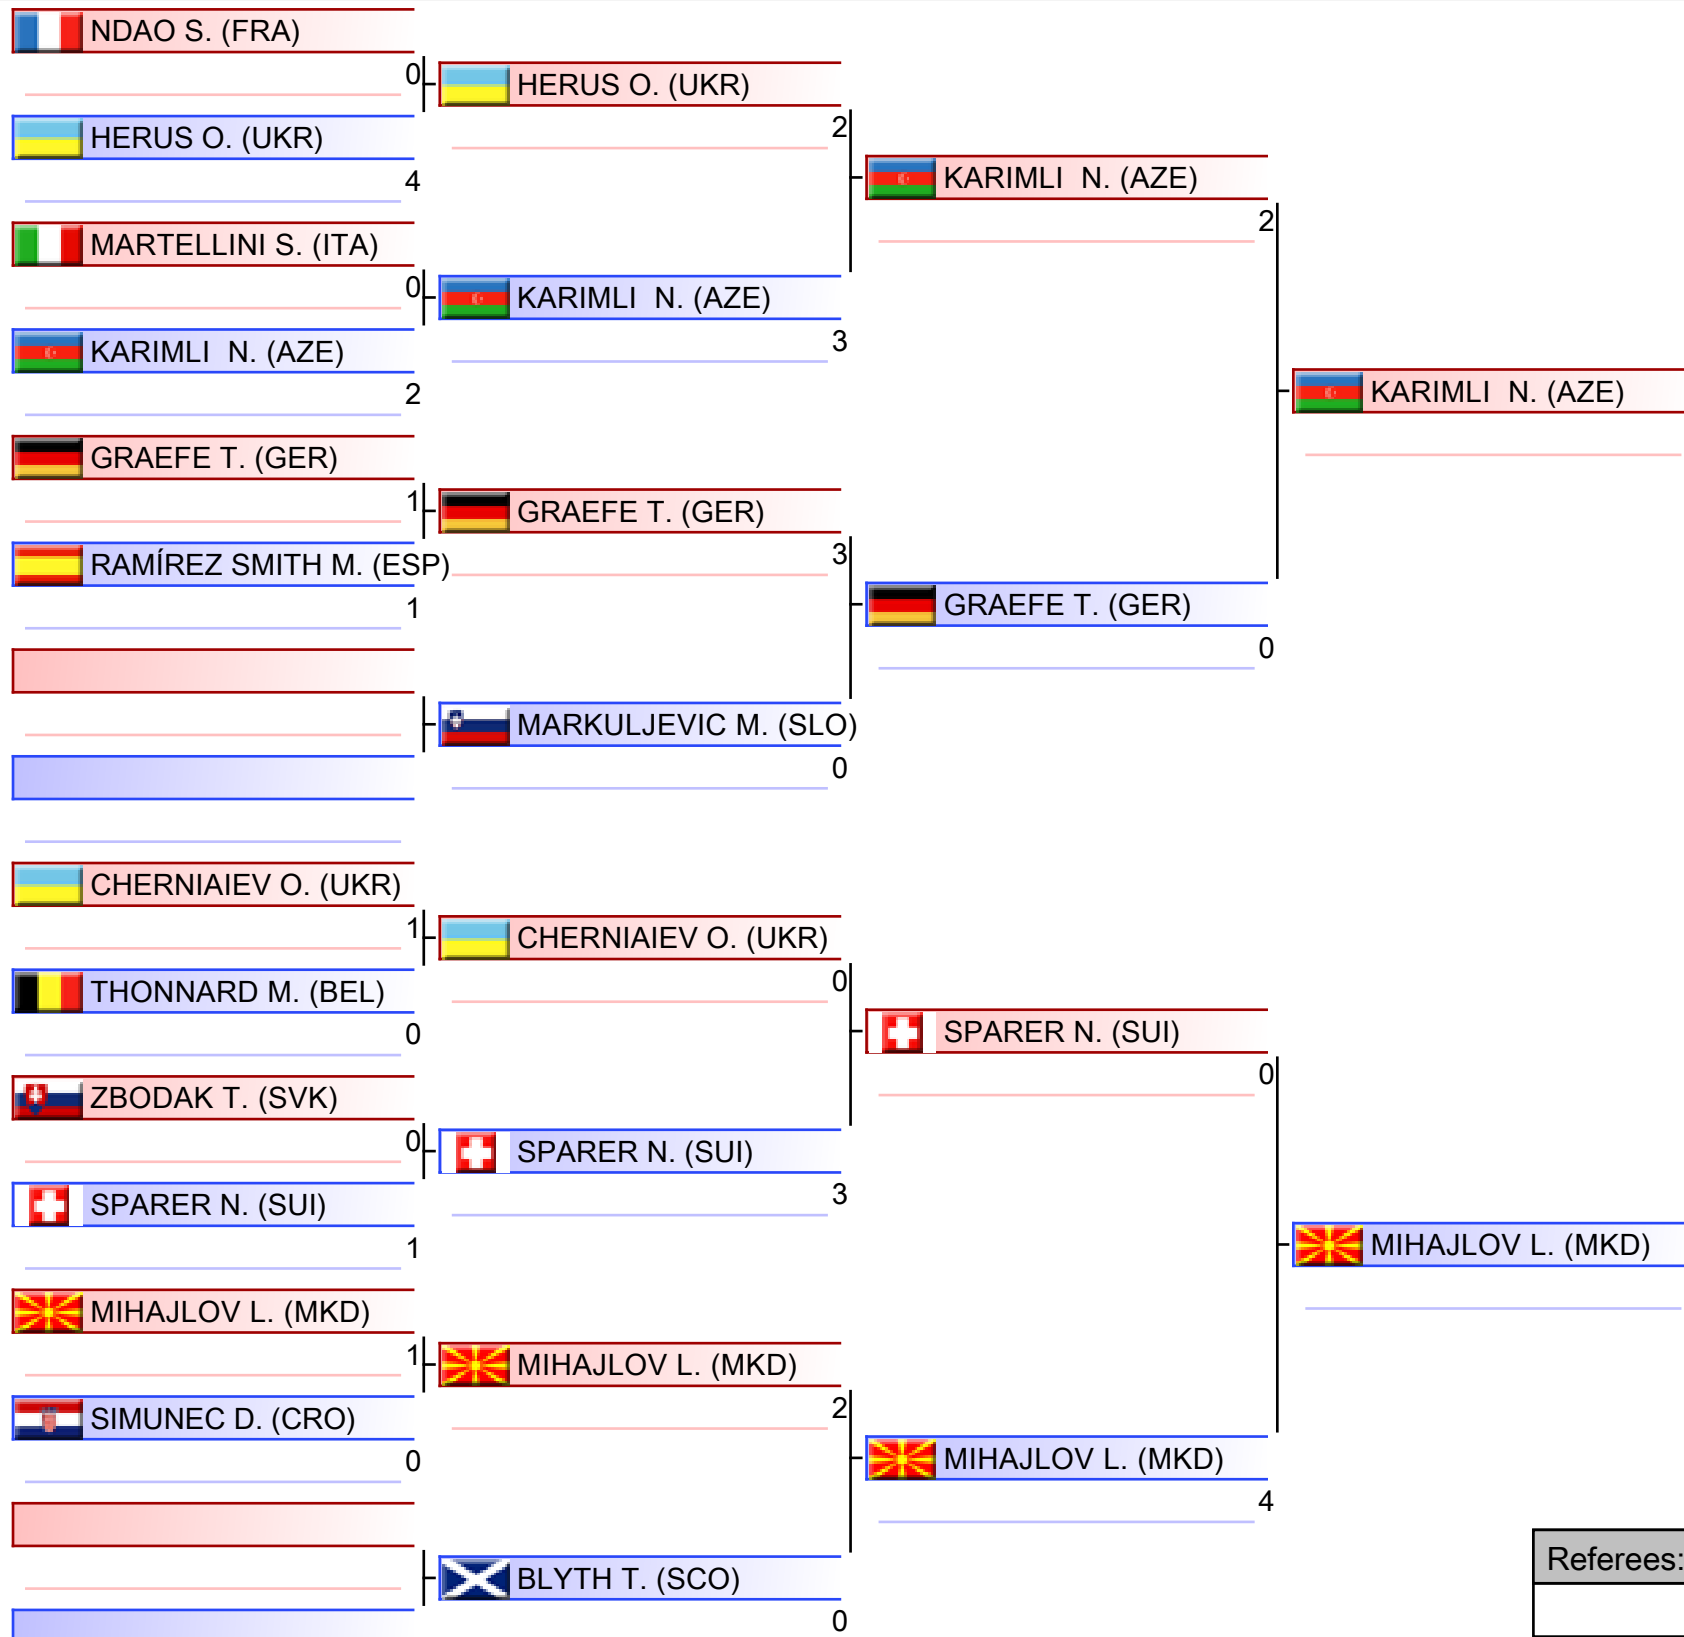 NDAO S. (FRA)
0
HERUS O. (UKR)
4
MARTELLINI S. (ITA)
0
KARIMLI  N. (AZE)
2
GRAEFE T. (GER)
1
RAMÍREZ SMITH M. (ESP)
1
CHERNIAIEV O. (UKR)
1
THONNARD M. (BEL)
0
ZBODAK T. (SVK)
0
SPARER N. (SUI)
1
MIHAJLOV L. (MKD)
1
SIMUNEC D. (CRO)
0
HERUS O. (UKR)
2
KARIMLI  N. (AZE)
3
GRAEFE T. (GER)
3
MARKULJEVIC M. (SLO)
0
CHERNIAIEV O. (UKR)
0
SPARER N. (SUI)
3
MIHAJLOV L. (MKD)
2
BLYTH T. (SCO)
0
KARIMLI  N. (AZE)
2
GRAEFE T. (GER)
0
SPARER N. (SUI)
0
MIHAJLOV L. (MKD)
4
KARIMLI  N. (AZE)
MIHAJLOV L. (MKD)
Referees: